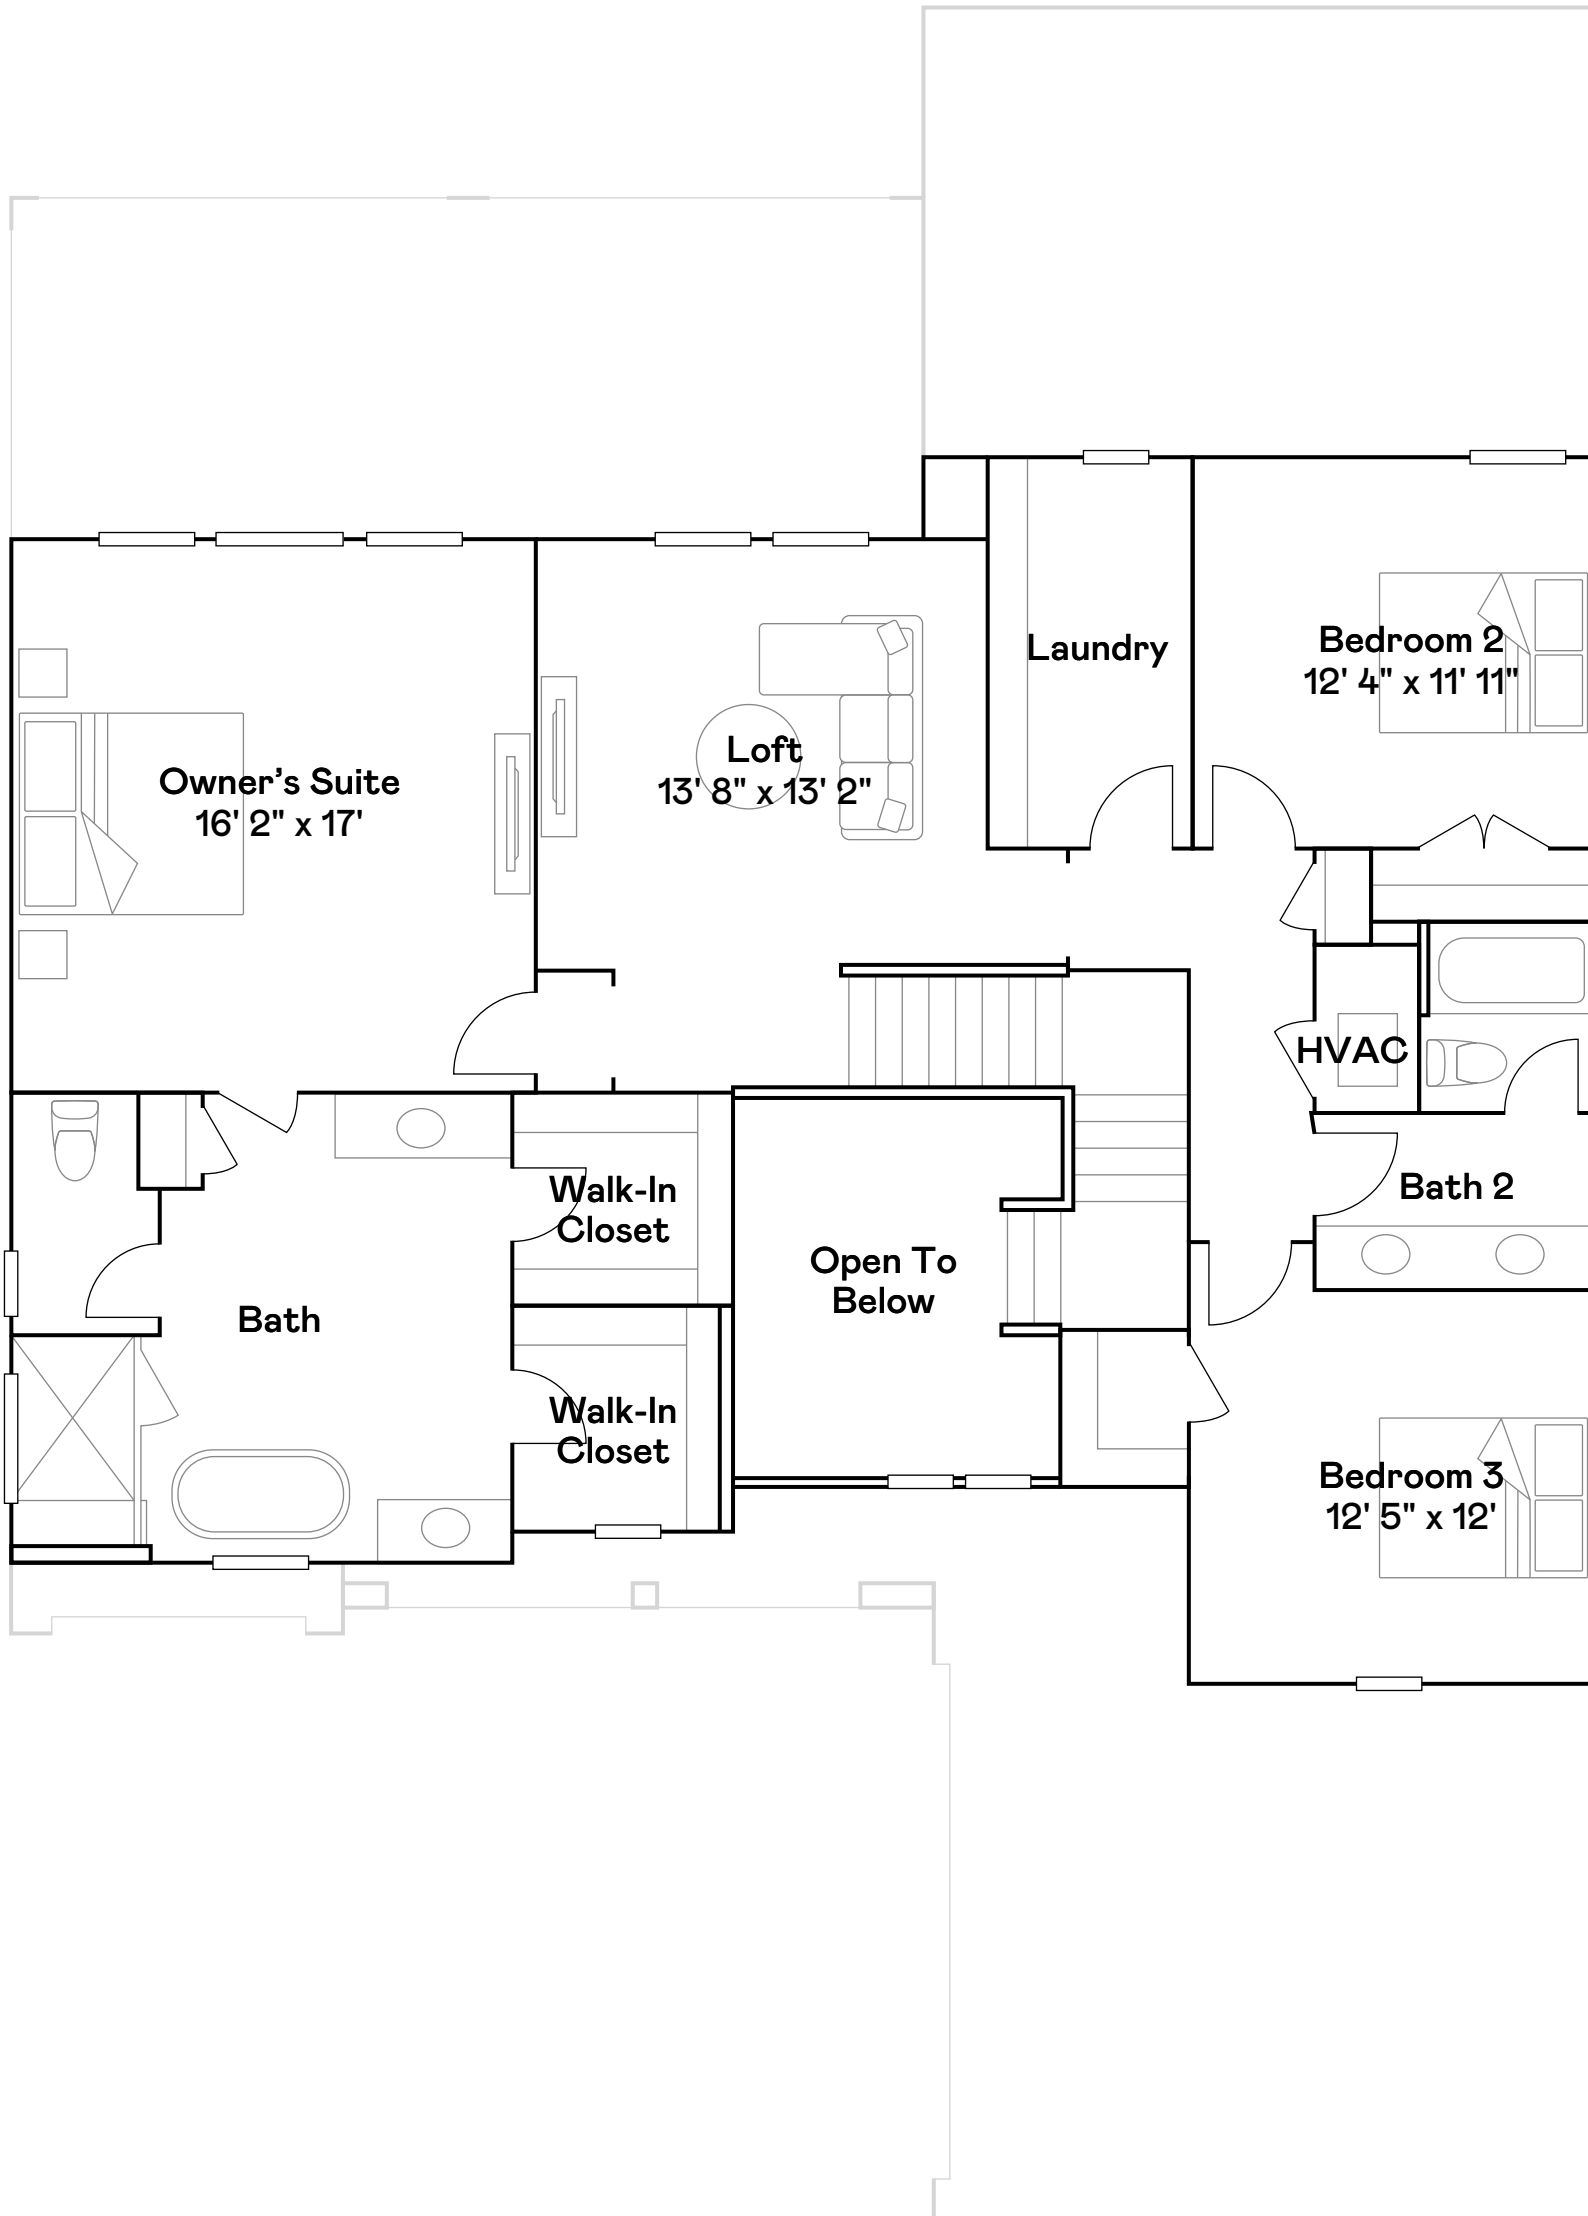 Laundry
Bedroom 2
12' 4" x 11' 11"
Loft
13' 8" x 13' 2"
Owner’s Suite
16' 2" x 17'
HVAC
Bath 2
Walk-In
Closet
Open To
Below
Bath
Walk-In
Closet
Bedroom 3
12' 5" x 12'